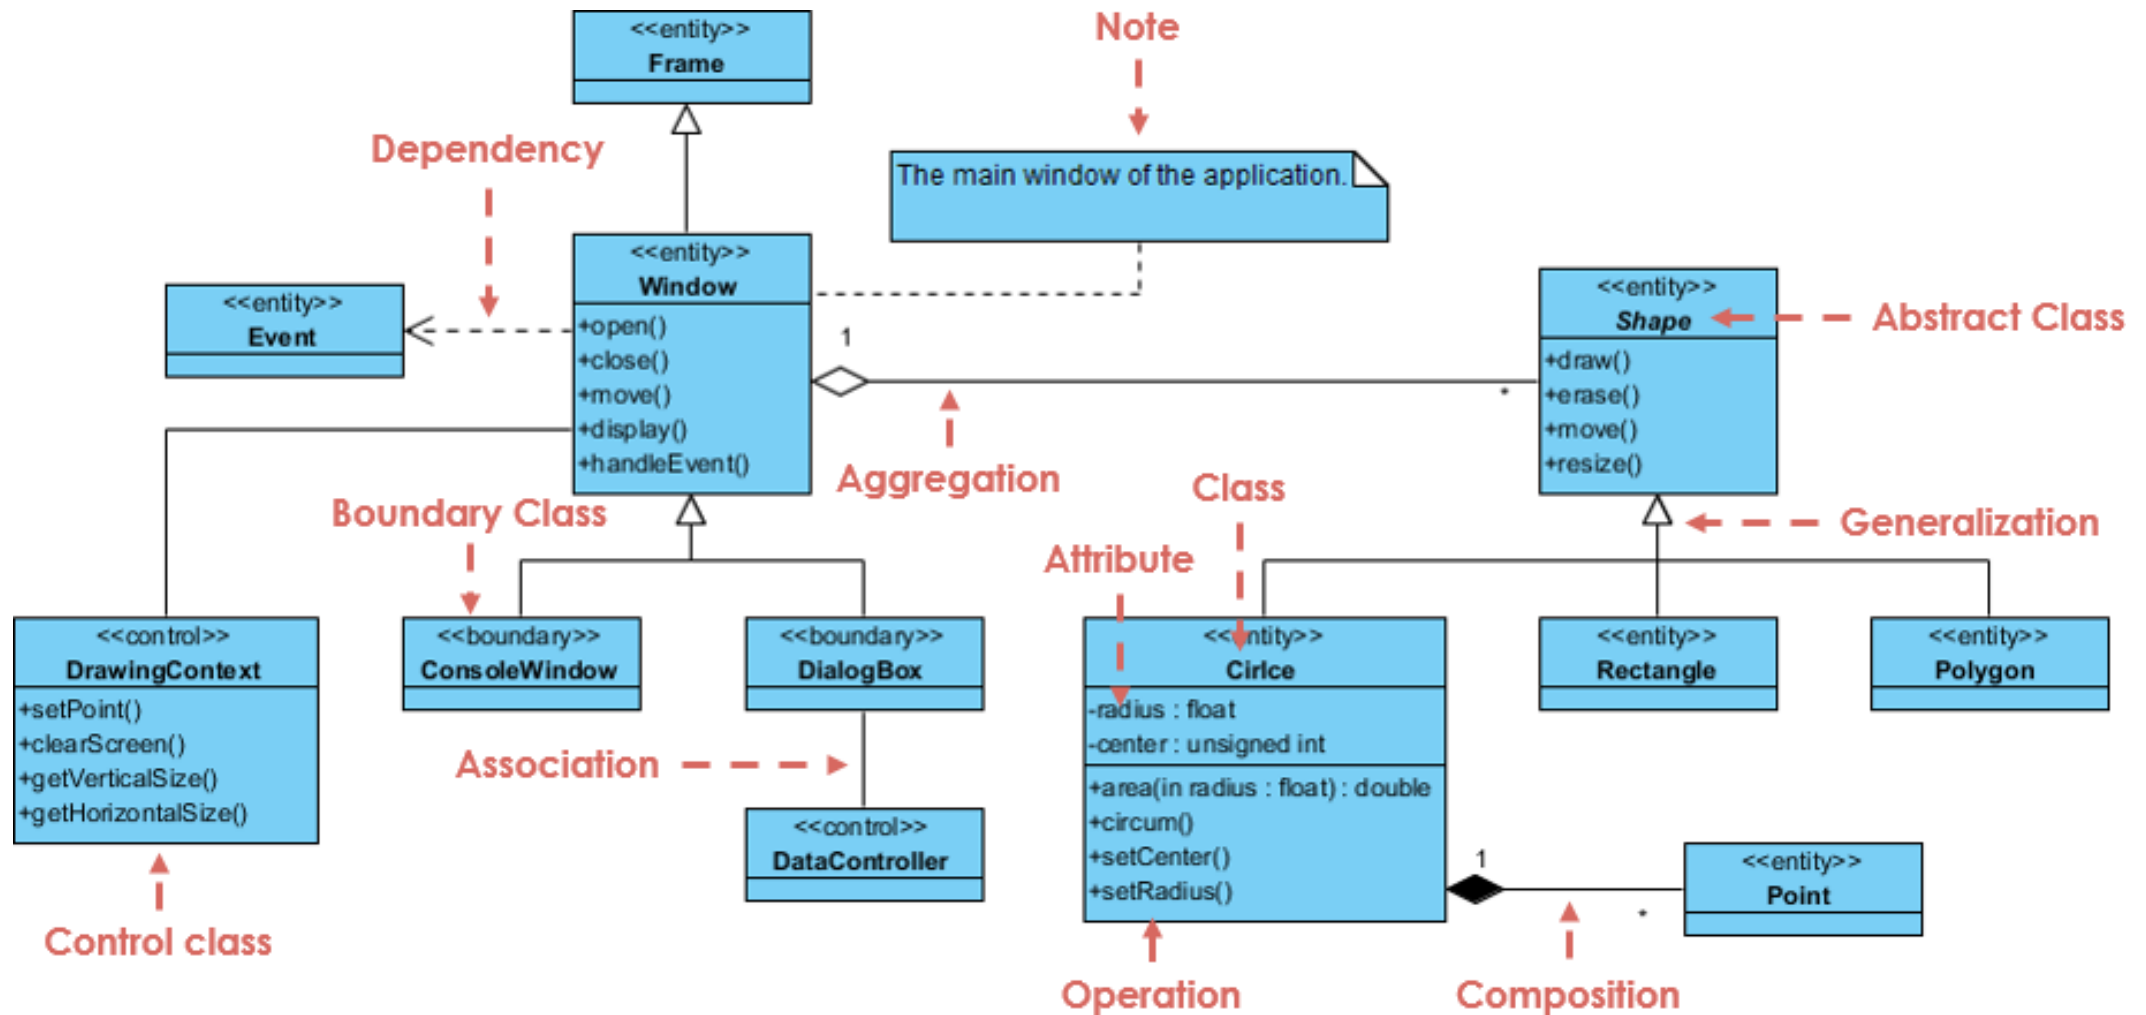 <<entity>>
Frame
Note
Dependency
The main window of the application.
<<entity>>
Window
+open()
+close()
+move()
+display()
+handleEvent()
<<entity>>
Event
1
*
Aggregation
<<entity>>
Shape
+draw()
+erase()
+move()
+resize()
Abstract Class
Generalization
Boundary Class
Class
Attribute
<<control>>
DrawingContext
+setPoint()
+clearScreen()
+getVerticalSize()
+getHorizontalSize()
Control class
<<boundary>>
ConsoleWindow
<<boundary>>
DialogBox
Association
<<control>>
DataController
<<entity>>
Cirlce
-radius : float
-center : unsigned int
+area(in radius : float) : double
+circum()
+setCenter()
+setRadius()
Operation
<<entity>>
Rectangle
<<entity>>
Polygon
1
*
<<entity>>
Point
Composition